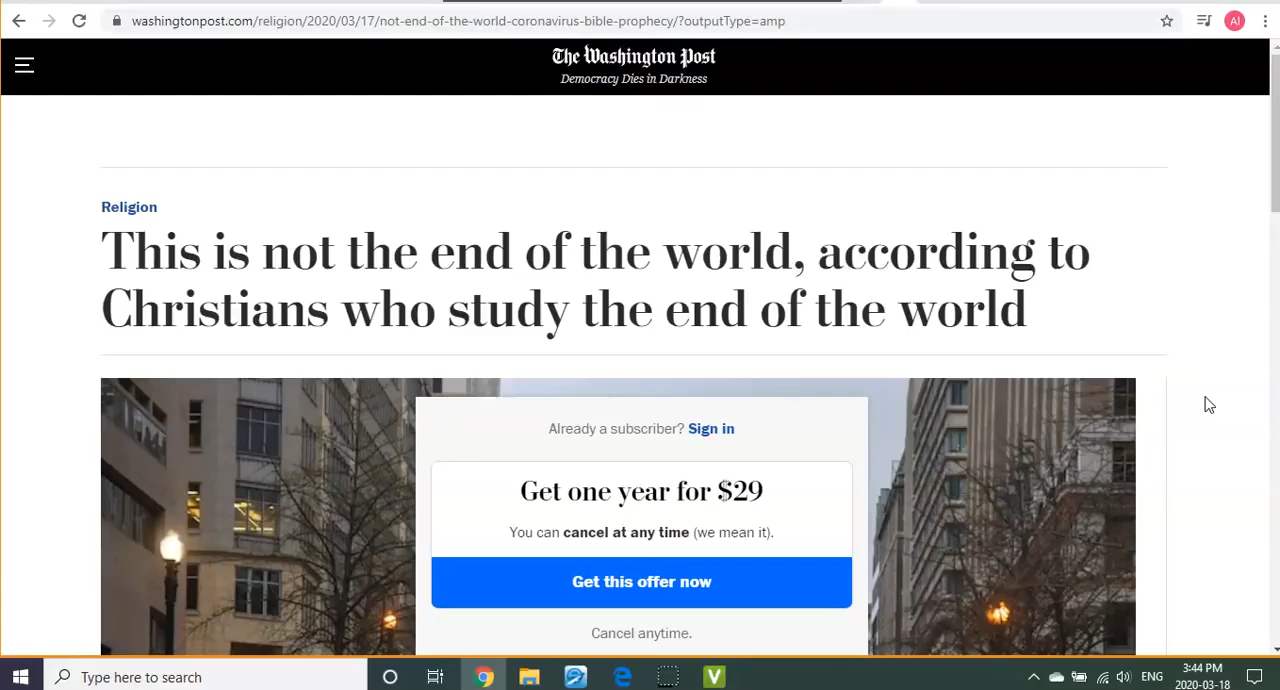 washingtonpost.com/religion/2020/03/17/not-end-of-the-world-coronavirus-bible-prophecy/?outputType=amp
AI
The Washington Post
Democracy Dies in Darkness
Religion
This is not the end of the world, according to
Christians who study the end of the world
Already a subscriber? Sign in
Get one year for $29
You can cancel at any time (we mean it).
Get this offer now
Cancel anytime.
Type here to search
ENG
3:44 PM
2020-03-18